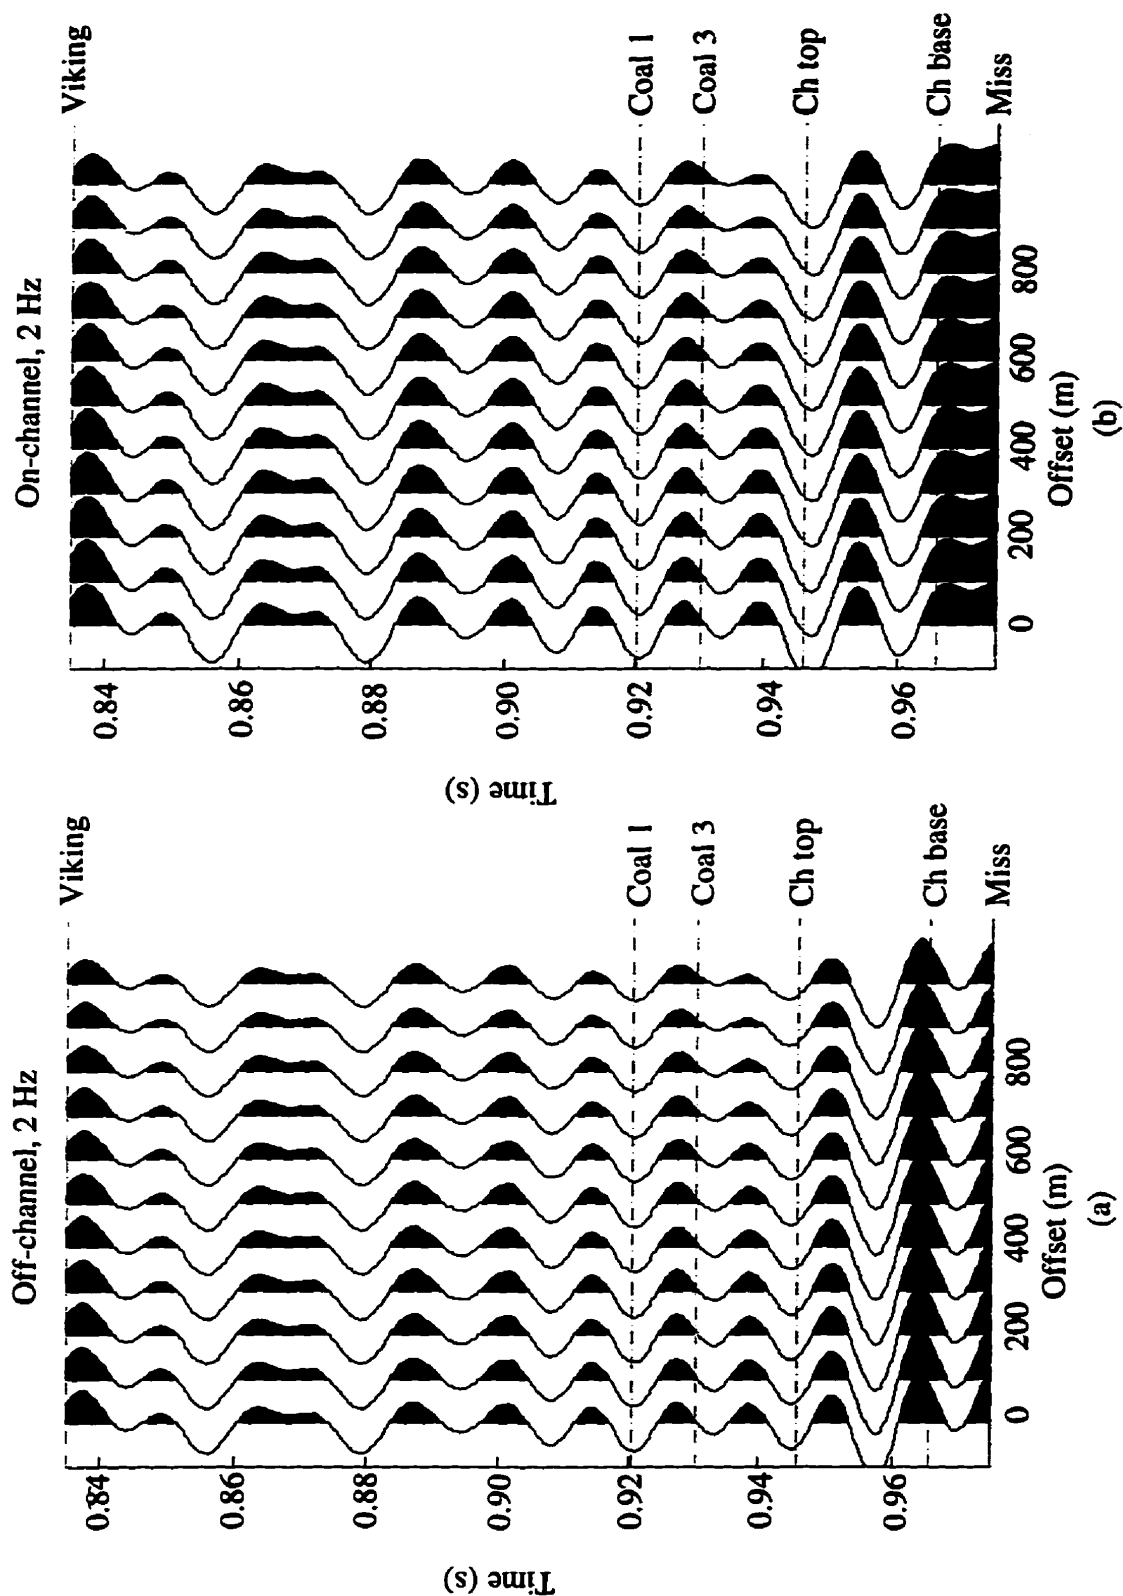 Off-channel, 2 Hz
Viking
Coal 1
Coal 3
Ch top
Ch base
Miss
0.84
0.86
0.88
0.90
0.92
0.94
0.96
Time (s)
0
200
400
600
800
Offset (m)
(a)
On-channel, 2 Hz
Viking
Coal 1
Coal 3
Ch top
Ch base
Miss
0.84
0.86
0.88
0.90
0.92
0.94
0.96
Time (s)
0
200
400
600
800
Offset (m)
(b)